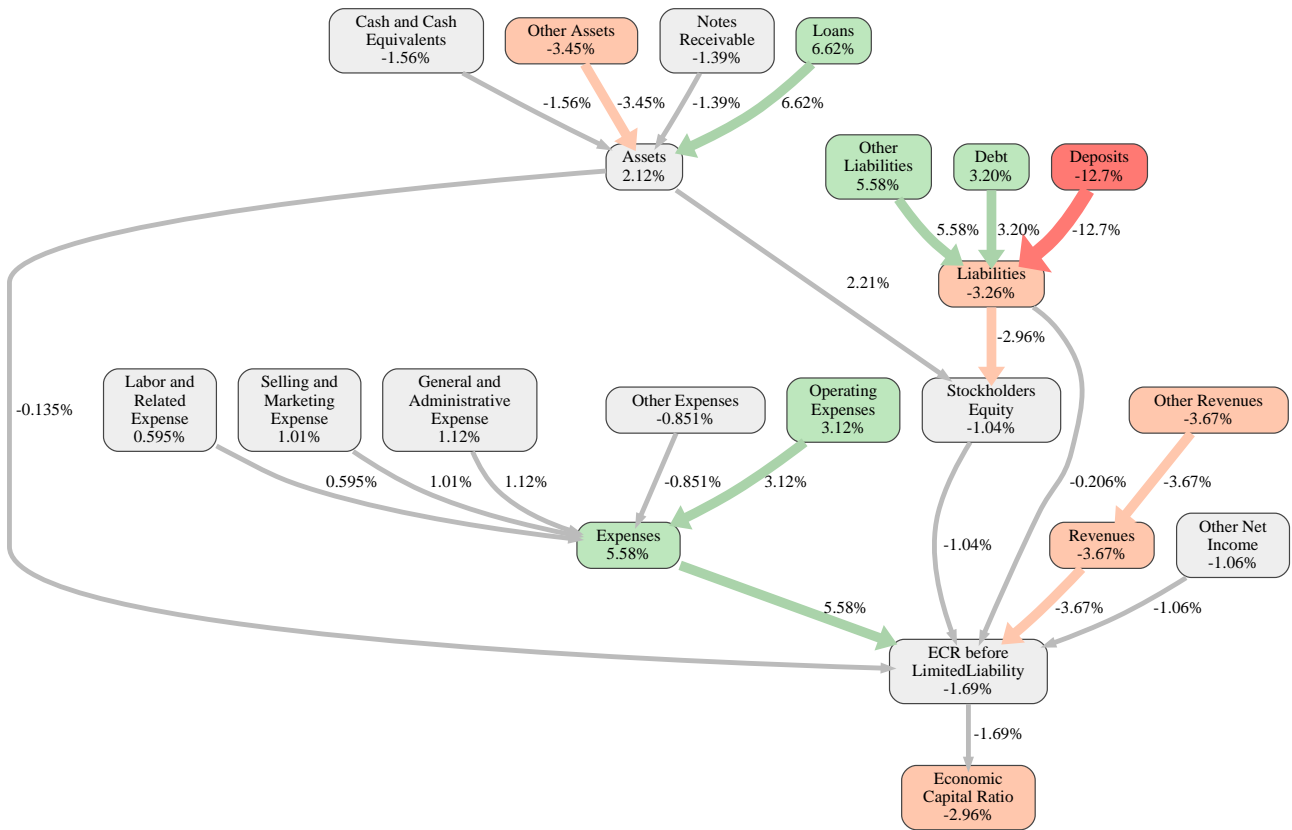 Cash and Cash
Equivalents
-1.56%
Other Assets
-3.45%
Notes
Receivable
-1.39%
Loans
6.62%
-1.56%
-3.45%
-1.39%
6.62%
Assets
2.12%
Other
Liabilities
5.58%
Debt
3.20%
Deposits
-12.7%
5.58%
3.20%
-12.7%
Liabilities
-3.26%
2.21%
-2.96%
-0.135%
Labor and
Related
Expense
0.595%
Selling and
Marketing
Expense
1.01%
General and
Administrative
Expense
1.12%
Other Expenses
-0.851%
Operating
Expenses
3.12%
Stockholders
Equity
-1.04%
Other Revenues
-3.67%
0.595%
1.01%
1.12%
-0.851%
3.12%
-0.206%
-3.67%
Expenses
5.58%
-1.04%
Revenues
-3.67%
Other Net
Income
-1.06%
5.58%
-3.67%
-1.06%
ECR before
LimitedLiability
-1.69%
-1.69%
Economic
Capital Ratio
-2.96%